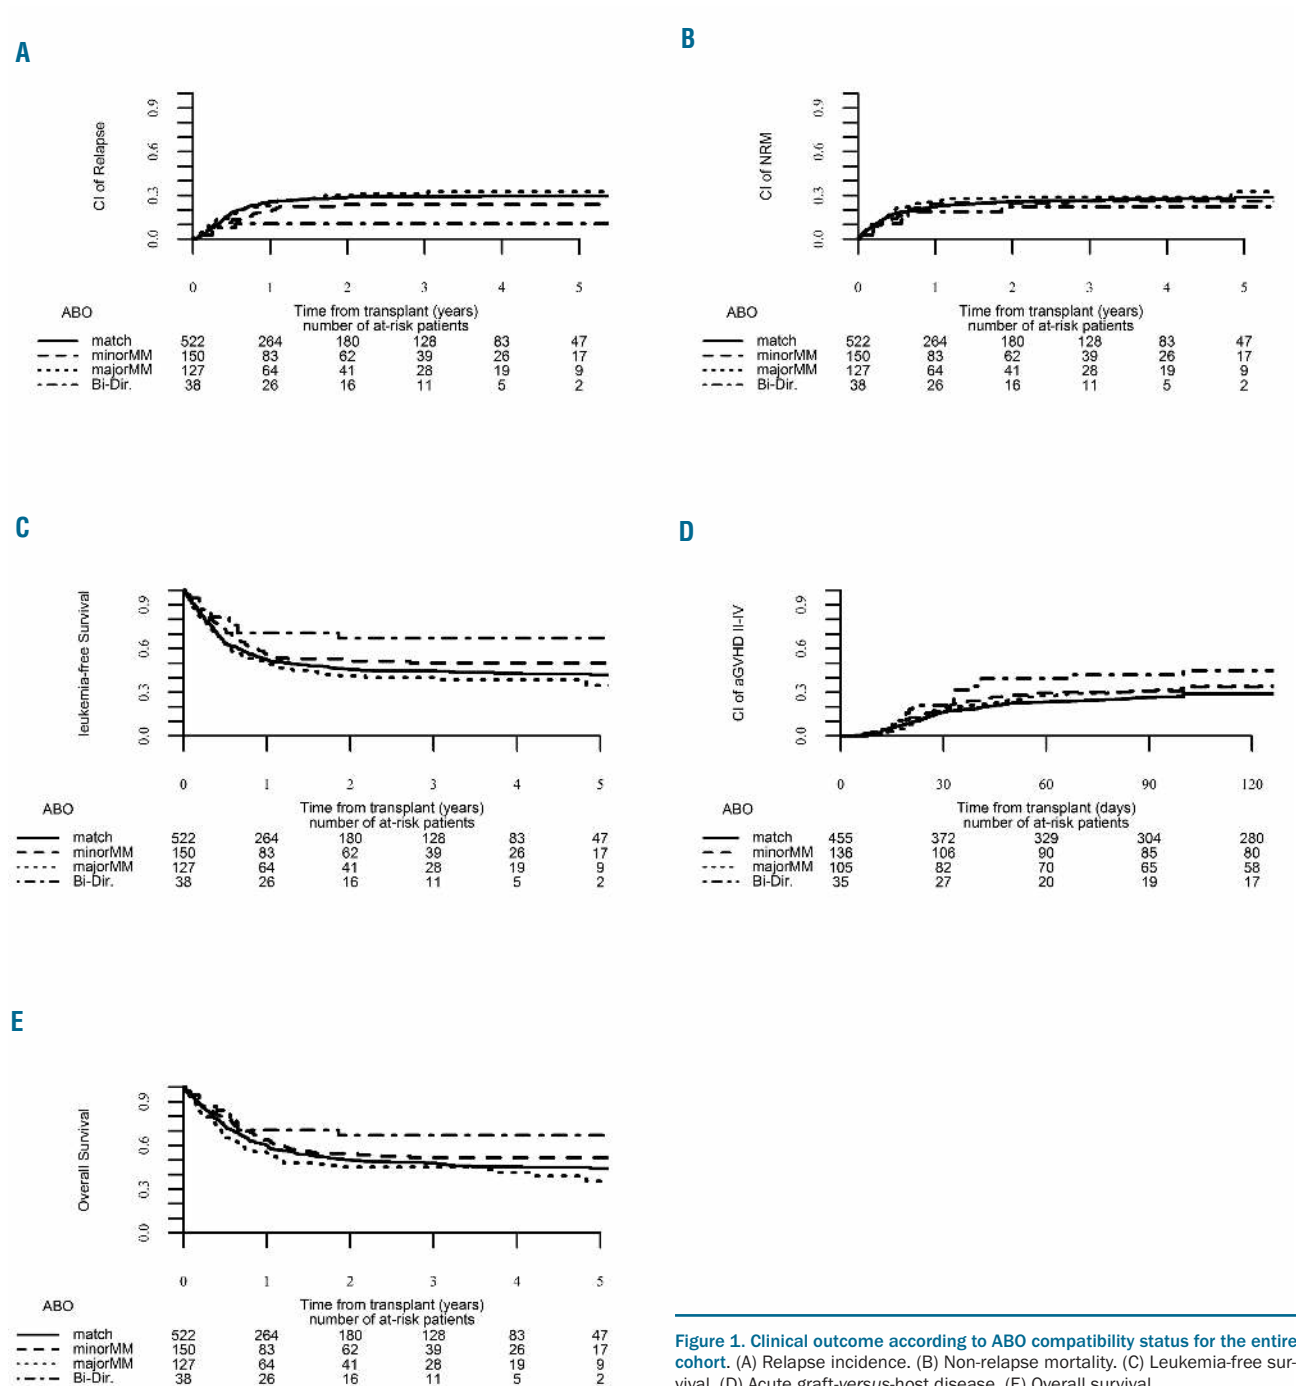 A
CI of Relapse
0.0 0.3 0.6 0.9
0 1 2 3 4 5
ABO
Time from transplant (years)
number of at-risk patients
match 522 264 180 128 83 47
minorMM 150 83 62 39 26 17
majorMM 127 64 41 28 19 9
Bi-Dir. 38 26 16 11 5 2
B
CI of NRM
0.0 0.3 0.6 0.9
0 1 2 3 4 5
ABO
Time from transplant (years)
number of at-risk patients
match 522 264 180 128 83 47
minorMM 150 83 62 39 26 17
majorMM 127 64 41 28 19 9
Bi-Dir. 38 26 16 11 5 2
C
leukemia-free Survival
0.0 0.3 0.6 0.9
0 1 2 3 4 5
ABO
Time from transplant (years)
number of at-risk patients
match 522 264 180 128 83 47
minorMM 150 83 62 39 26 17
majorMM 127 64 41 28 19 9
Bi-Dir. 38 26 16 11 5 2
D
CI of aGVHD II-IV
0.0 0.3 0.6 0.9
0 30 60 90 120
ABO
Time from transplant (days)
number of at-risk patients
match 455 372 329 304 280
minorMM 136 106 90 85 80
majorMM 105 82 70 65 58
Bi-Dir. 35 27 20 19 17
E
Overall Survival
0.0 0.3 0.6 0.9
0 1 2 3 4 5
ABO
Time from transplant (years)
number of at-risk patients
match 522 264 180 128 83 47
minorMM 150 83 62 39 26 17
majorMM 127 64 41 28 19 9
Bi-Dir. 38 26 16 11 5 2
Figure 1. Clinical outcome according to ABO compatibility status for the entire
cohort. (A) Relapse incidence. (B) Non-relapse mortality. (C) Leukemia-free sur-
vival. (D) Acute graft-versus-host disease. (E) Overall survival.